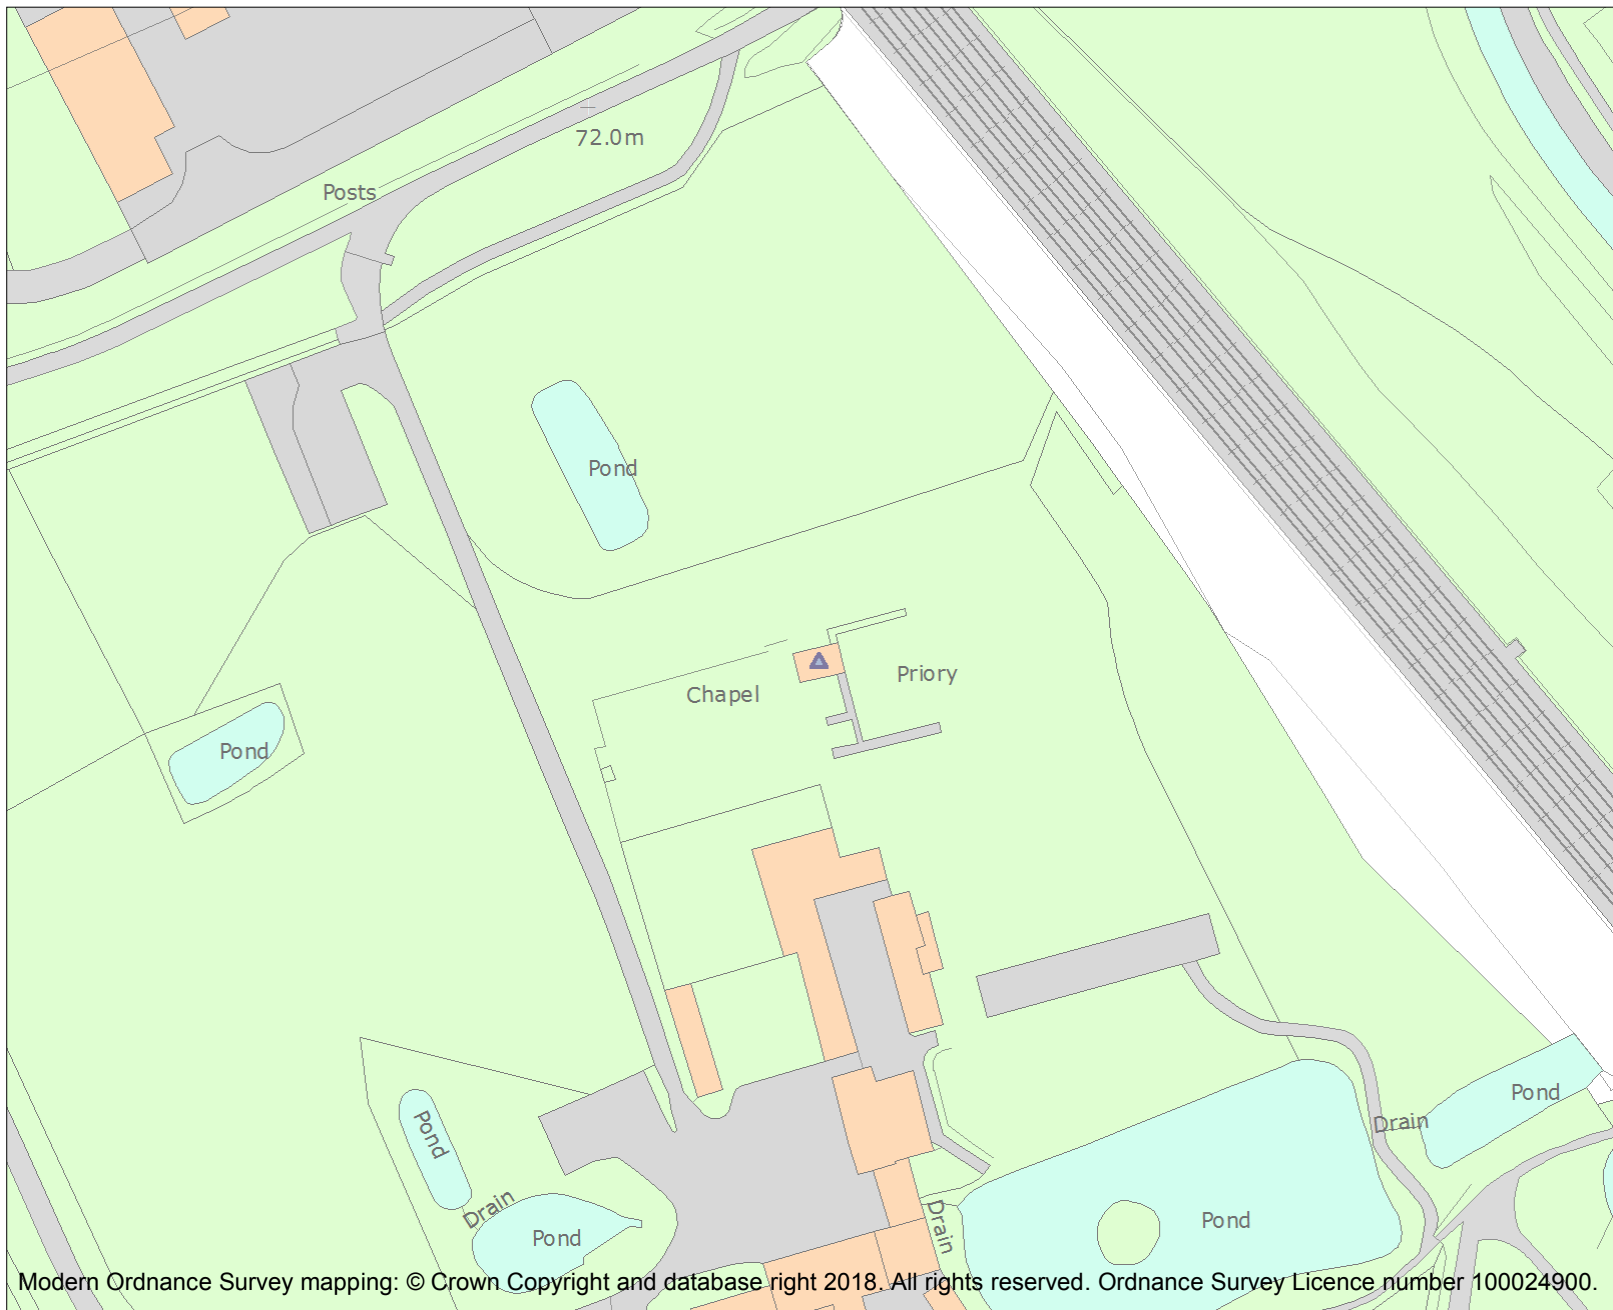 72.0m
Posts
Pond
Priory
Chapel
Pond
Pond
Drain
Pond
Drain
Pond
Drain
Pond
Modern Ordnance Survey mapping: © Crown Copyright and database right 2018. All rights reserved. Ordnance Survey Licence number 100024900.